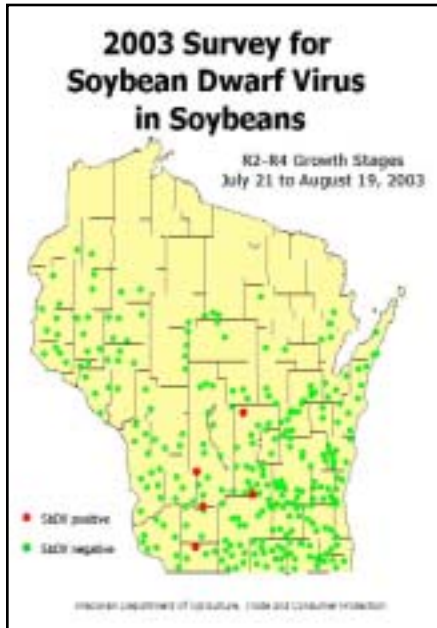 2003 Survey for
Soybean Dwarf Virus
in Soybeans
R2-R4 Growth Stages
July 21 to August 19, 2003
SbDV positive
SbDV negative
Wisconsin Department of Agriculture, Trade and Consumer Protection